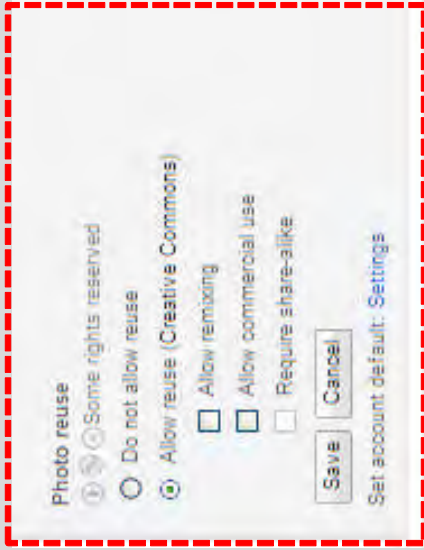 Photo reuse
Some rights reserved
Do not allow reuse
Allow reuse (Creative Commons)
Allow remixing
Allow commercial use
Require share-alike
Save Cancel
Set account default: Settings